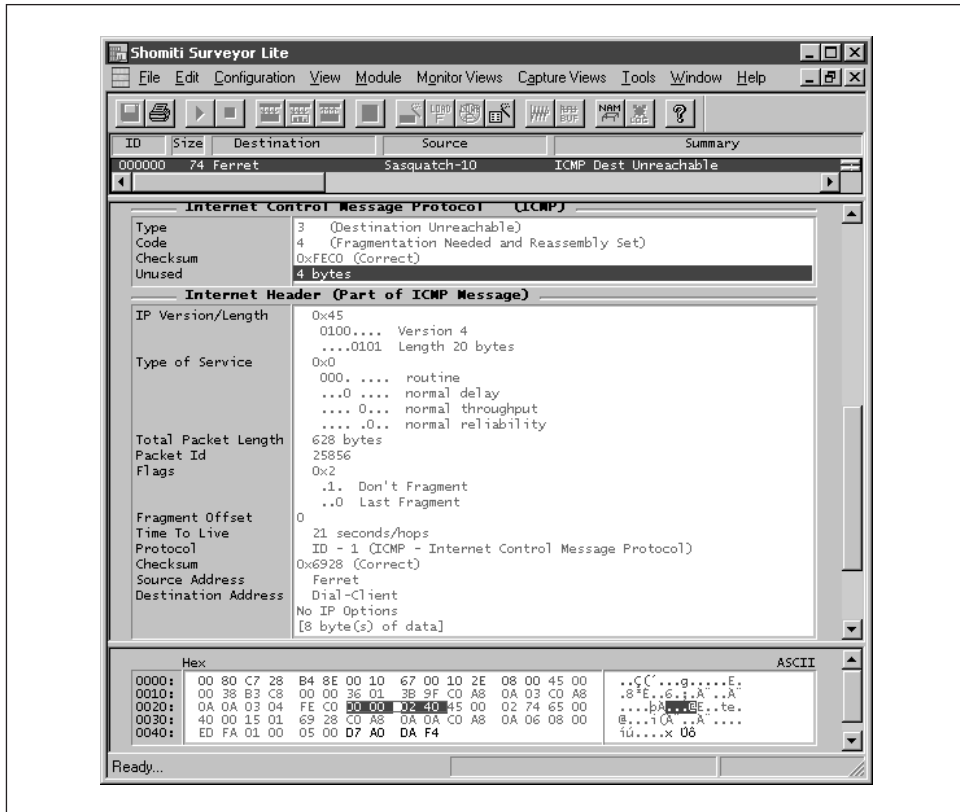 Shomiti Surveyor Lite
File Edit Configuration View Module Monitor Views Capture Views Tools Window Help
ID Size Destination Source Summary
000000 74 Ferret Sasquatch-10 ICMP Dest Unreachable
Internet Control Message Protocol (ICMP)
Type 3 (Destination Unreachable)
Code 4 (Fragmentation Needed and Reassembly Set)
Checksum 0xFEC0 (Correct)
Unused 4 bytes
Internet Header (Part of ICMP Message)
IP Version/Length 0x45
0100.... Version 4
....0101 Length 20 bytes
Type of Service 0x0
000. .... routine
...0 .... normal delay
.... 0... normal throughput
.... .0.. normal reliability
Total Packet Length 628 bytes
Packet Id 25856
Flags 0x2
.1. Don't Fragment
..0 Last Fragment
Fragment Offset 0
Time To Live 21 seconds/hops
Protocol ID - 1 (ICMP - Internet Control Message Protocol)
Checksum 0x6928 (Correct)
Source Address Ferret
Destination Address Dial-Client
No IP Options
[8 byte(s) of data]
Hex ASCII
0000: 00 80 C7 28 B4 8E 00 10 67 00 10 2E 08 00 45 00 ..Ç(´..g.....E.
0010: 00 38 B3 C8 00 00 36 01 3B 9F C0 A8 0A 03 C0 A8
0020: 0A 0A 03 04 FE C0 00 00 02 40 45 00 02 74 65 00 ....þÀ...@E..te.
0030: 40 00 15 01 69 28 C0 A8 0A 0A C0 A8 0A 06 08 00 @...i(À¨..À¨....
0040: ED FA 01 00 05 00 D7 A0 DA F4 íú....x Úô
Ready...